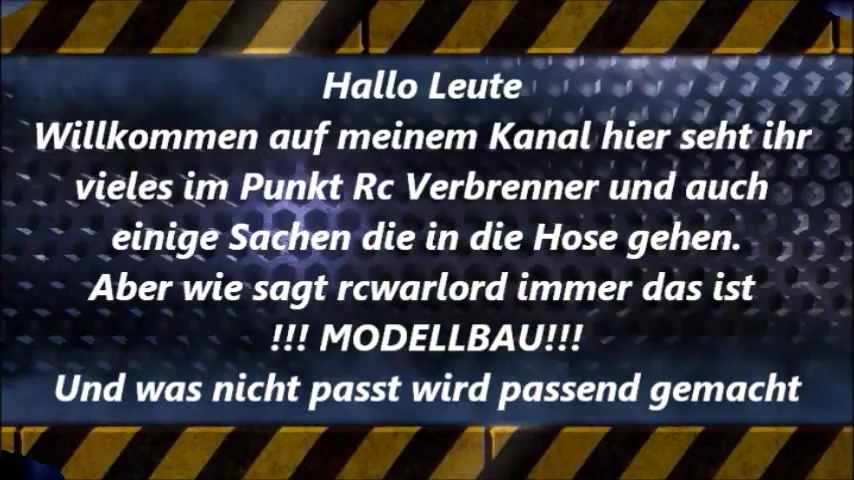 Hallo Leute
Willkommen auf meinem Kanal hier seht ihr
vieles im Punkt Rc Verbrenner und auch
einige Sachen die in die Hose gehen.
Aber wie sagt rcwarlord immer das ist
!!! MODELLBAU!!!
Und was nicht passt wird passend gemacht